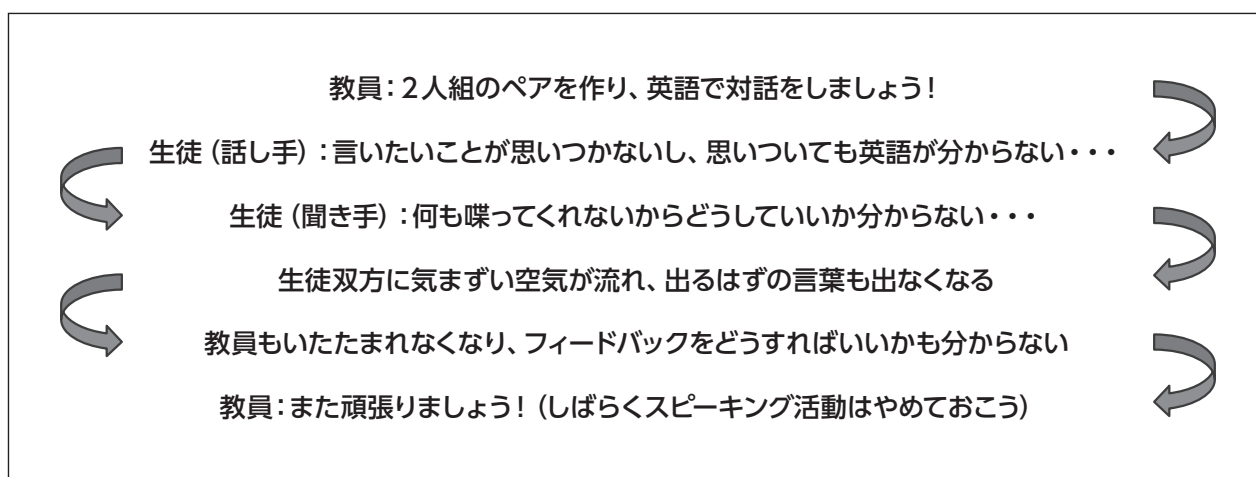 教員：2人組のペアを作り、英語で対話をしましょう！
生徒（話し手）：言いたいことが思いつかないし、思いついても英語が分からない・・・
生徒（聞き手）：何も喋ってくれないからどうしていいか分からない・・・
生徒双方に気まずい空気が流れ、出るはずの言葉も出なくなる
教員もいたたまれなくなり、フィードバックをどうすればいいかも分からない
教員：また頑張りましょう！（しばらくスピーキング活動はやめておこう）